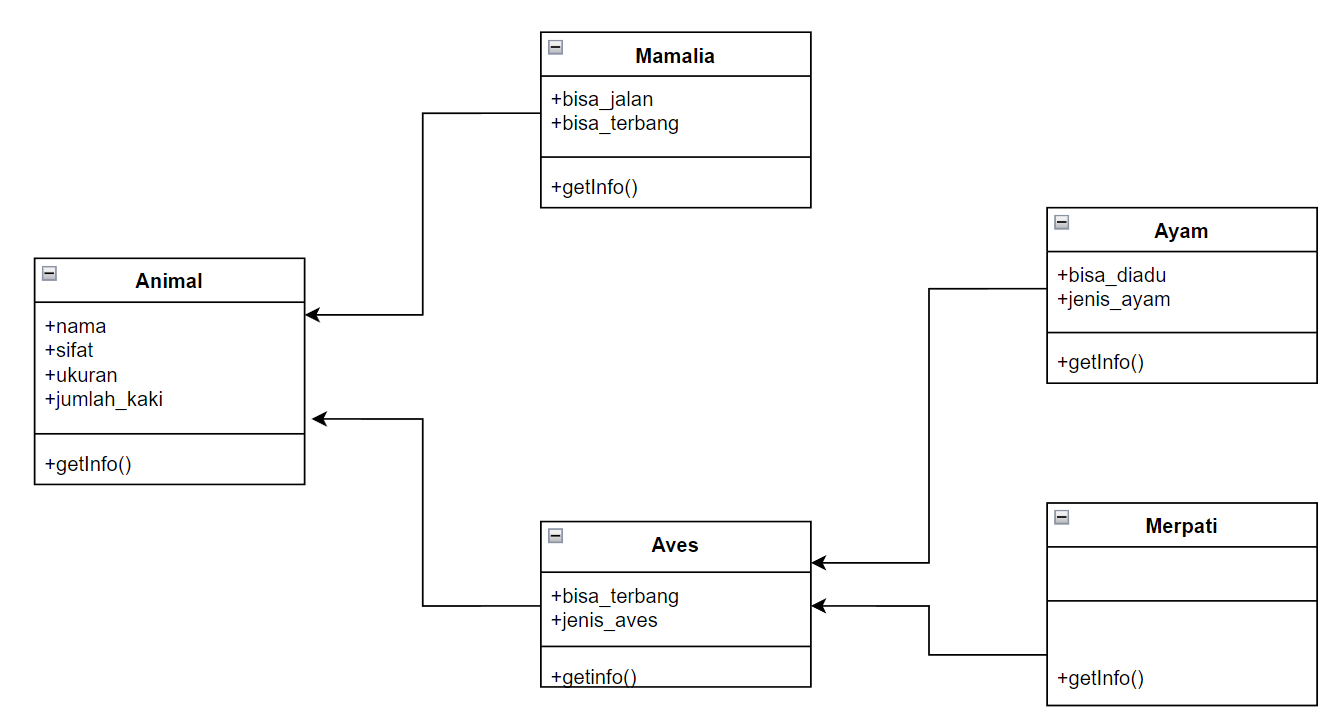 Mamalia
+bisa_jalan
+bisa_terbang
+getInfo()
Ayam
+bisa_diadu
+jenis_ayam
+getInfo()
Animal
+nama
+sifat
+ukuran
+jumlah_kaki
+getInfo()
Aves
+bisa_terbang
+jenis_aves
+getinfo()
Merpati
+getInfo()